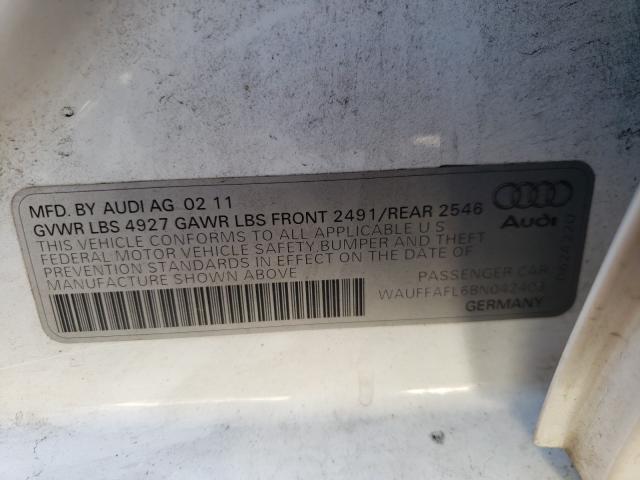 MFD. BY AUDI AG 02 11
GVWR LBS 4927 GAWR LBS FRONT 2491/REAR 2546
THIS VEHICLE CONFORMS TO ALL APPLICABLE U S
FEDERAL MOTOR VEHICLE SAFETY,BUMPER AND THEFT
PREVENTION STANDARDS IN EFFECT ON THE DATE OF
MANUFACTURE SHOWN ABOVE
Audi
PASSENGER CAR
WAUFFAFL6BN042403
GERMANY